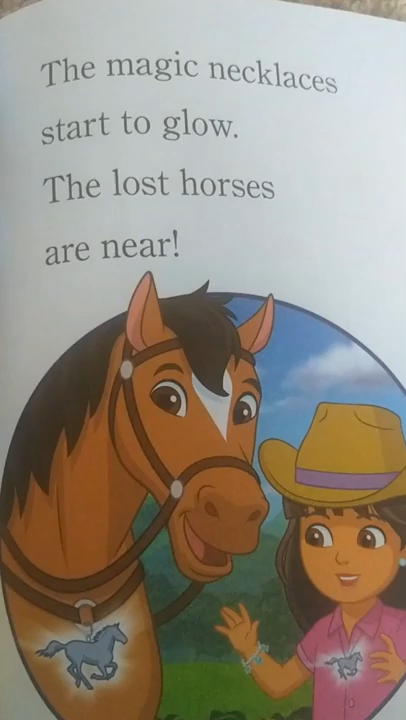 The magic necklaces
start to glow.
The lost horses
are near!